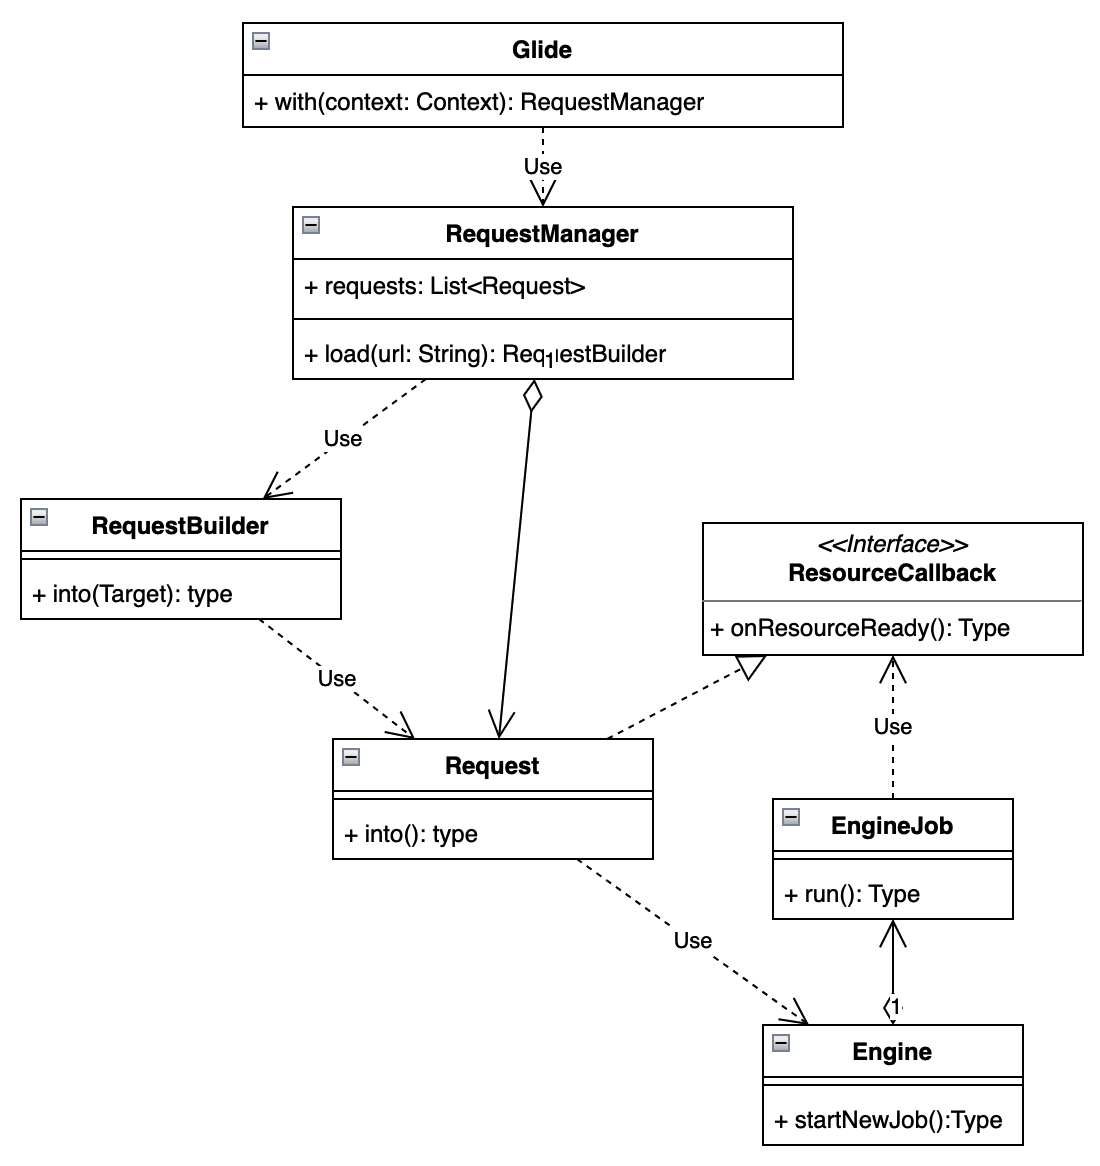 Glide
+ with(context: Context): RequestManager
Use
RequestManager
+ requests: List<Request>
+ load(url: String): RequestBuilder
1
Use
RequestBuilder
+ into(Target): type
<<Interface>>
ResourceCallback
+ onResourceReady(): Type
Use
Use
Request
+ into(): type
EngineJob
+ run(): Type
Use
1
Engine
+ startNewJob():Type